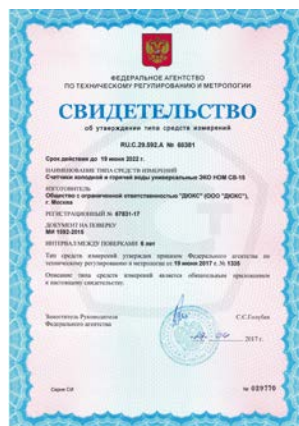 ФЕДЕРАЛЬНОЕ АГЕНТСТВО
ПО ТЕХНИЧЕСКОМУ РЕГУЛИРОВАНИЮ И МЕТРОЛОГИИ
СВИДЕТЕЛЬСТВО
об утверждении типа средств измерений
RU.C.29.592.A № 66361
Срок действия до 19 июня 2022 г.
НАИМЕНОВАНИЕ ТИПА СРЕДСТВ ИЗМЕРЕНИЙ
Счетчики холодной и горячей воды универсальные ЭКО НОМ СВ-15
ИЗГОТОВИТЕЛЬ
Общество с ограниченной ответственностью "ДЮКС" (ООО "ДЮКС"),
г. Москва
РЕГИСТРАЦИОННЫЙ № 67831-17
ДОКУМЕНТ НА ПОВЕРКУ
МИ 1592-2015
ИНТЕРВАЛ МЕЖДУ ПОВЕРКАМИ 6 лет
Тип средств измерений утвержден приказом Федерального агентства по
техническому регулированию и метрологии от 19 июня 2017 г. № 1335
Описание типа средств измерений является обязательным приложением
к настоящему свидетельству.
Заместитель Руководителя
Федерального агентства
С.С.Голубев
2017 г.
Серия СИ
№ 029770